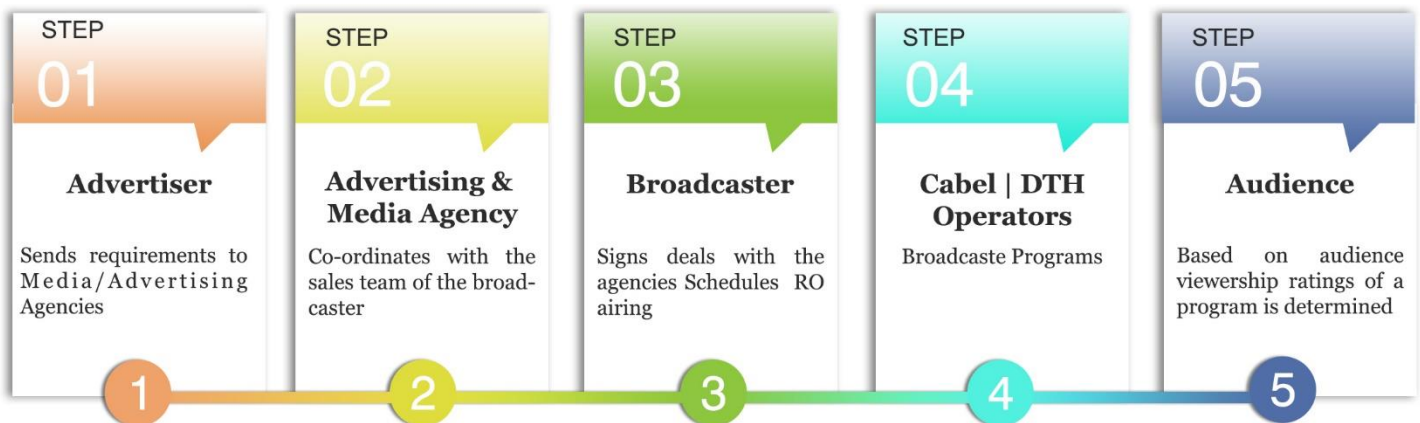 STEP
01
Advertiser
Sends requirements to
Media/Advertising
Agencies
1
STEP
02
Advertising &
Media Agency
Co-ordinates with the
sales team of the broad-
caster
2
STEP
03
Broadcaster
Signs deals with the
agencies Schedules RO
airing
3
STEP
04
Cabel | DTH
Operators
Broadcaste Programs
4
STEP
05
Audience
Based on audience
viewership ratings of a
program is determined
5